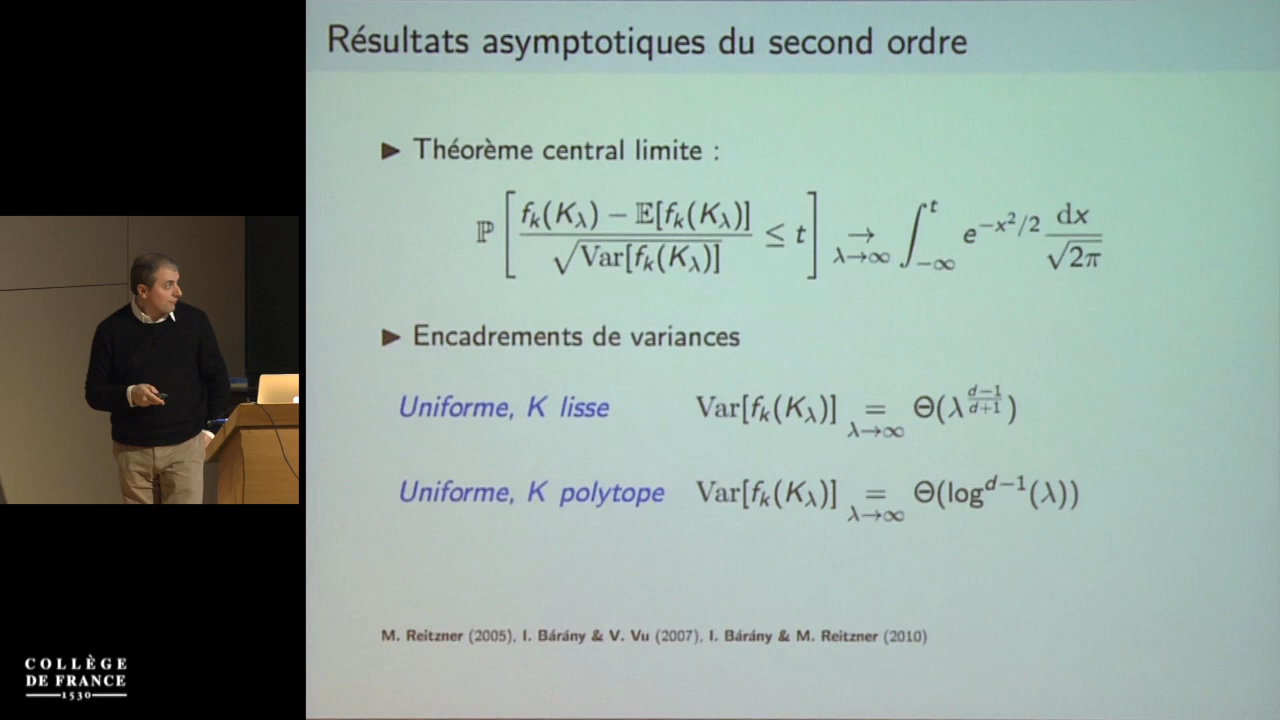 Résultats asymptotiques du second ordre
▶ Théorème central limite :
ℙ [ (f_k(K_λ) − 𝔼[f_k(K_λ)]) / √Var[f_k(K_λ)] ≤ t ] →_{λ→∞} ∫_{−∞}^{t} e^{−x²/2} dx/√2π
▶ Encadrements de variances
Uniforme, K lisse Var[f_k(K_λ)] =_{λ→∞} Θ(λ^{(d−1)/(d+1)})
Uniforme, K polytope Var[f_k(K_λ)] =_{λ→∞} Θ(log^{d−1}(λ))
M. Reitzner (2005), I. Bárány & V. Vu (2007), I. Bárány & M. Reitzner (2010)
COLLÈGE
DE FRANCE
1530